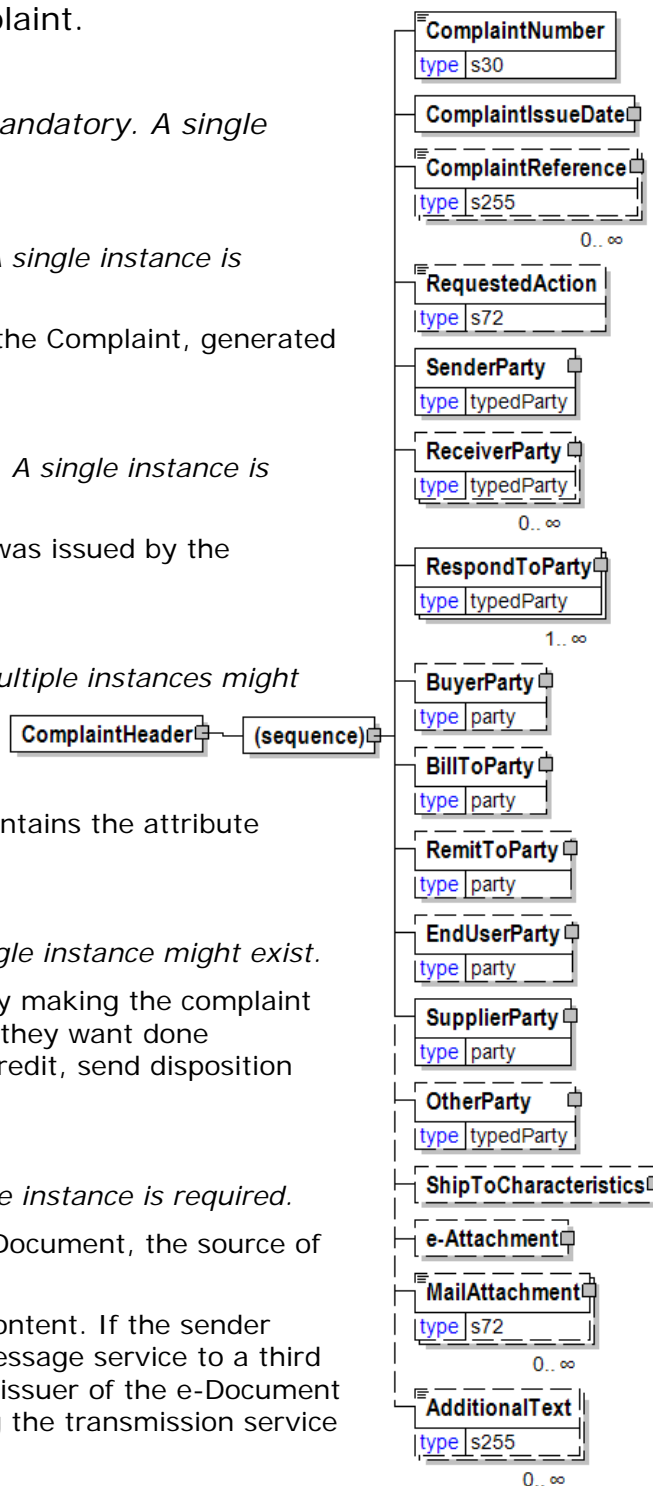 plaint.
andatory. A single
A single instance is
the Complaint, generated
. A single instance is
was issued by the
ultiple instances might
ntains the attribute
gle instance might exist.
y making the complaint
they want done
redit, send disposition
e instance is required.
Document, the source of
ontent. If the sender
essage service to a third
issuer of the e-Document
g the transmission service
ComplaintHeader
(sequence)
ComplaintNumber
type s30
ComplaintIssueDate
ComplaintReference
type s255
0.. ∞
RequestedAction
type s72
SenderParty
type typedParty
ReceiverParty
type typedParty
0.. ∞
RespondToParty
type typedParty
1.. ∞
BuyerParty
type party
BillToParty
type party
RemitToParty
type party
EndUserParty
type party
SupplierParty
type party
OtherParty
type typedParty
ShipToCharacteristics
e-Attachment
MailAttachment
type s72
0.. ∞
AdditionalText
type s255
0.. ∞